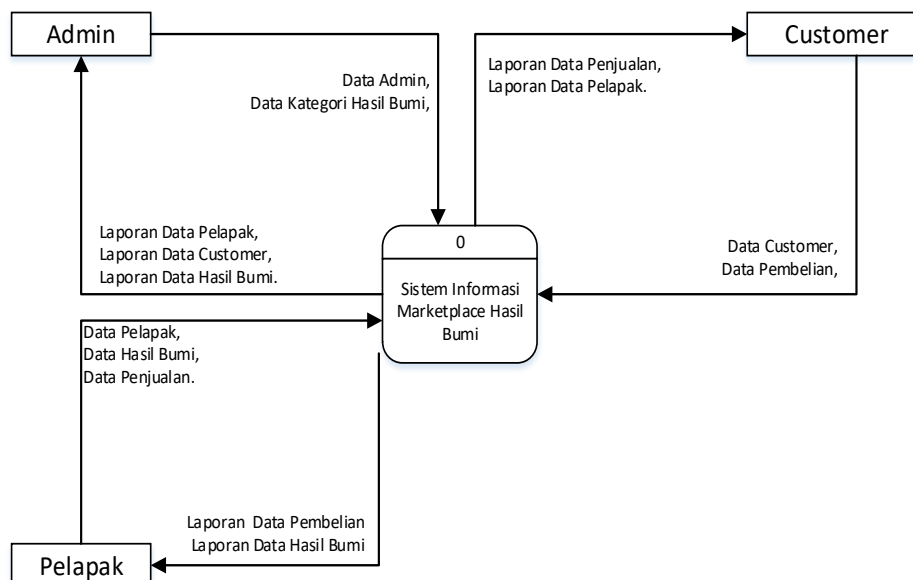 Admin
Customer
Data Admin,
Data Kategori Hasil Bumi,
Laporan Data Penjualan,
Laporan Data Pelapak.
Laporan Data Pelapak,
Laporan Data Customer,
Laporan Data Hasil Bumi.
0
Sistem Informasi
Marketplace Hasil
Bumi
Data Customer,
Data Pembelian,
Data Pelapak,
Data Hasil Bumi,
Data Penjualan.
Laporan Data Pembelian
Laporan Data Hasil Bumi
Pelapak